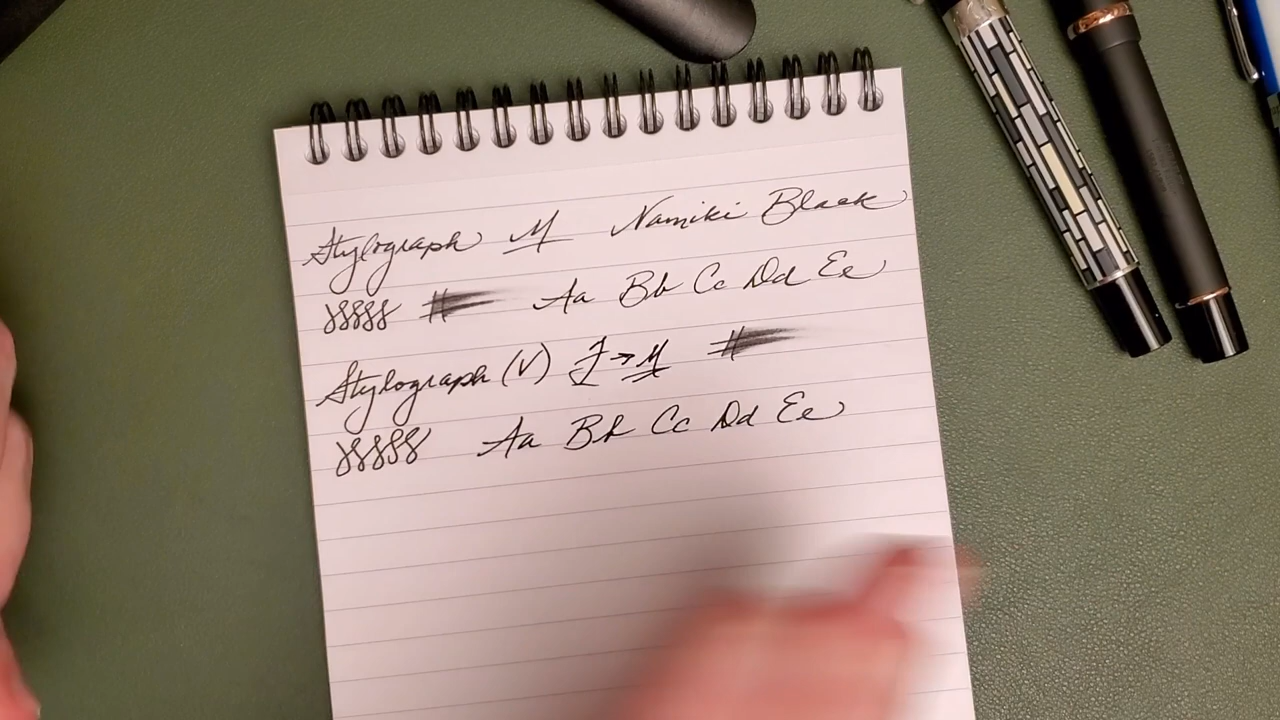 Stylograph M Namiki Black
Aa Bb Cc Dd Ee
Stylograph (V) F → M
Aa Bb Cc Dd Ee